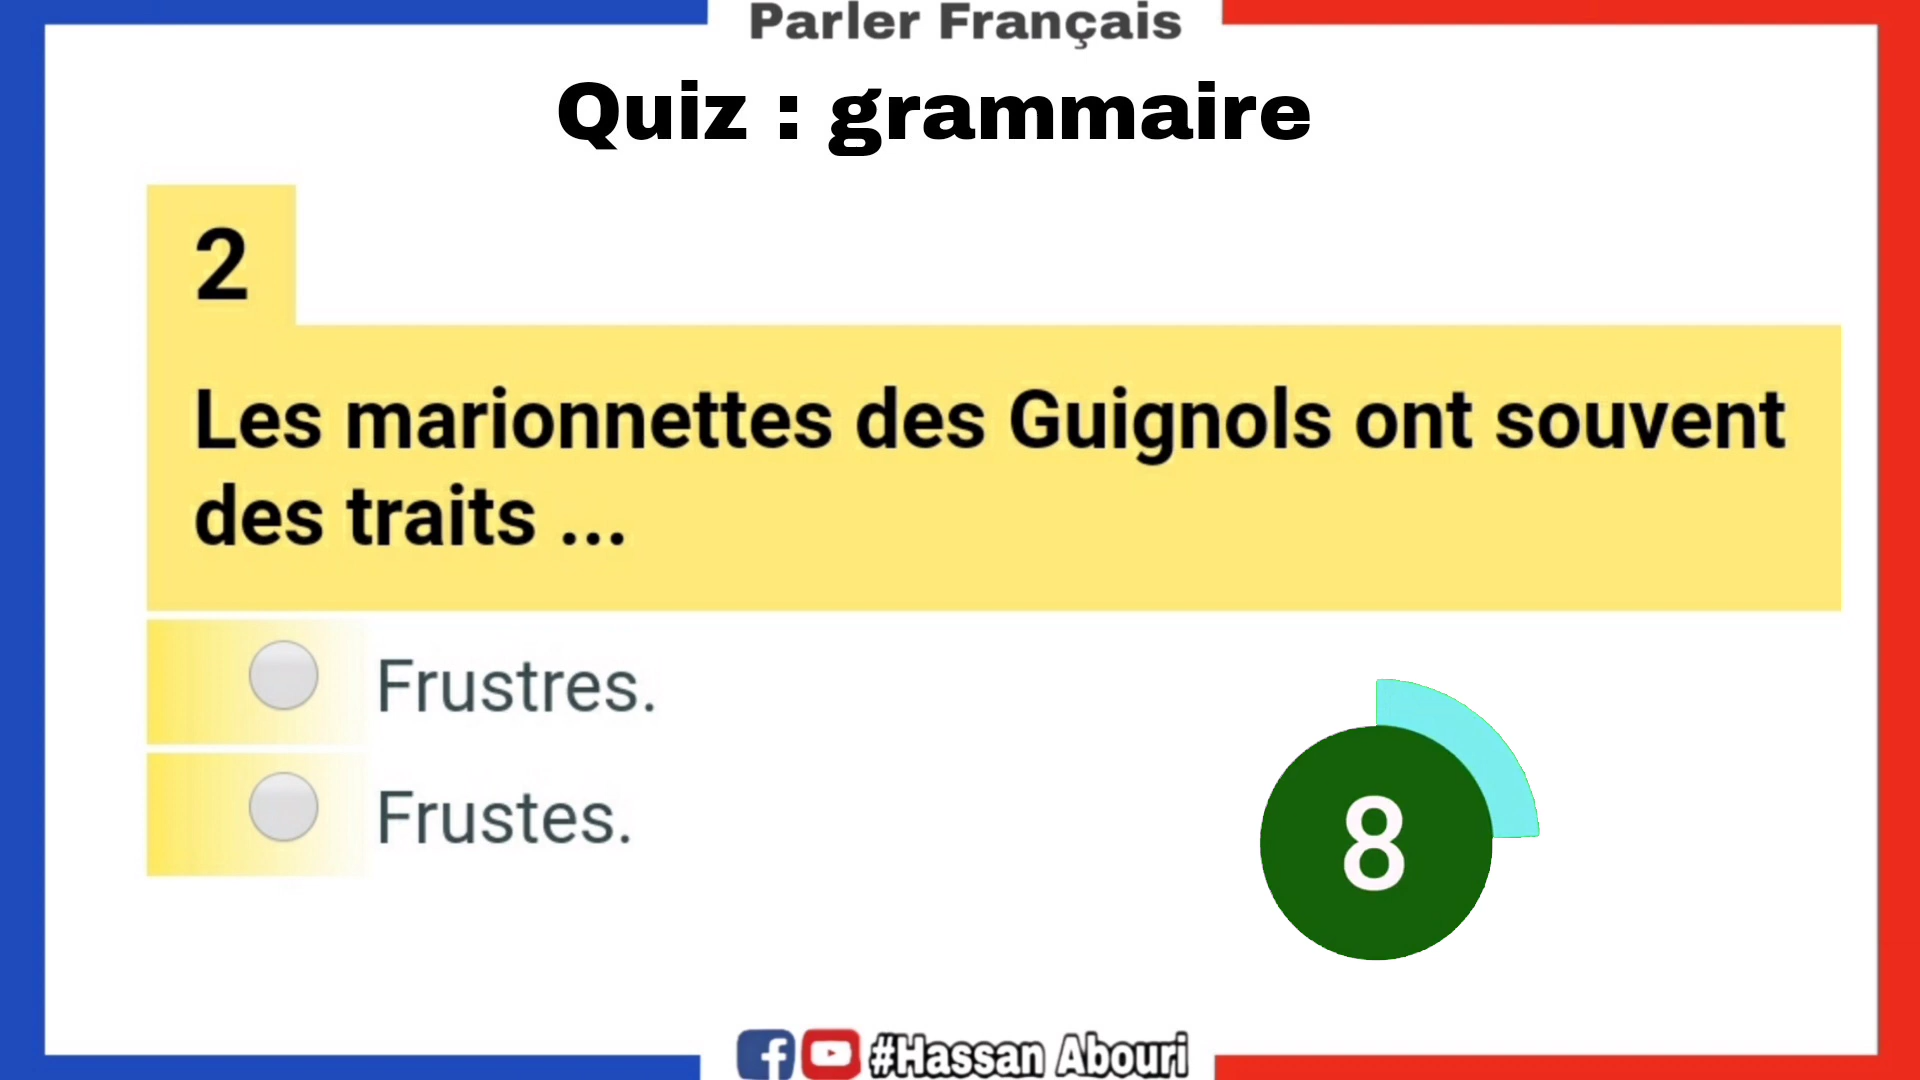 Parler Français
Quiz : grammaire
2
Les marionnettes des Guignols ont souvent
des traits ...
Frustres.
Frustes.
8
#Hassan Abouri